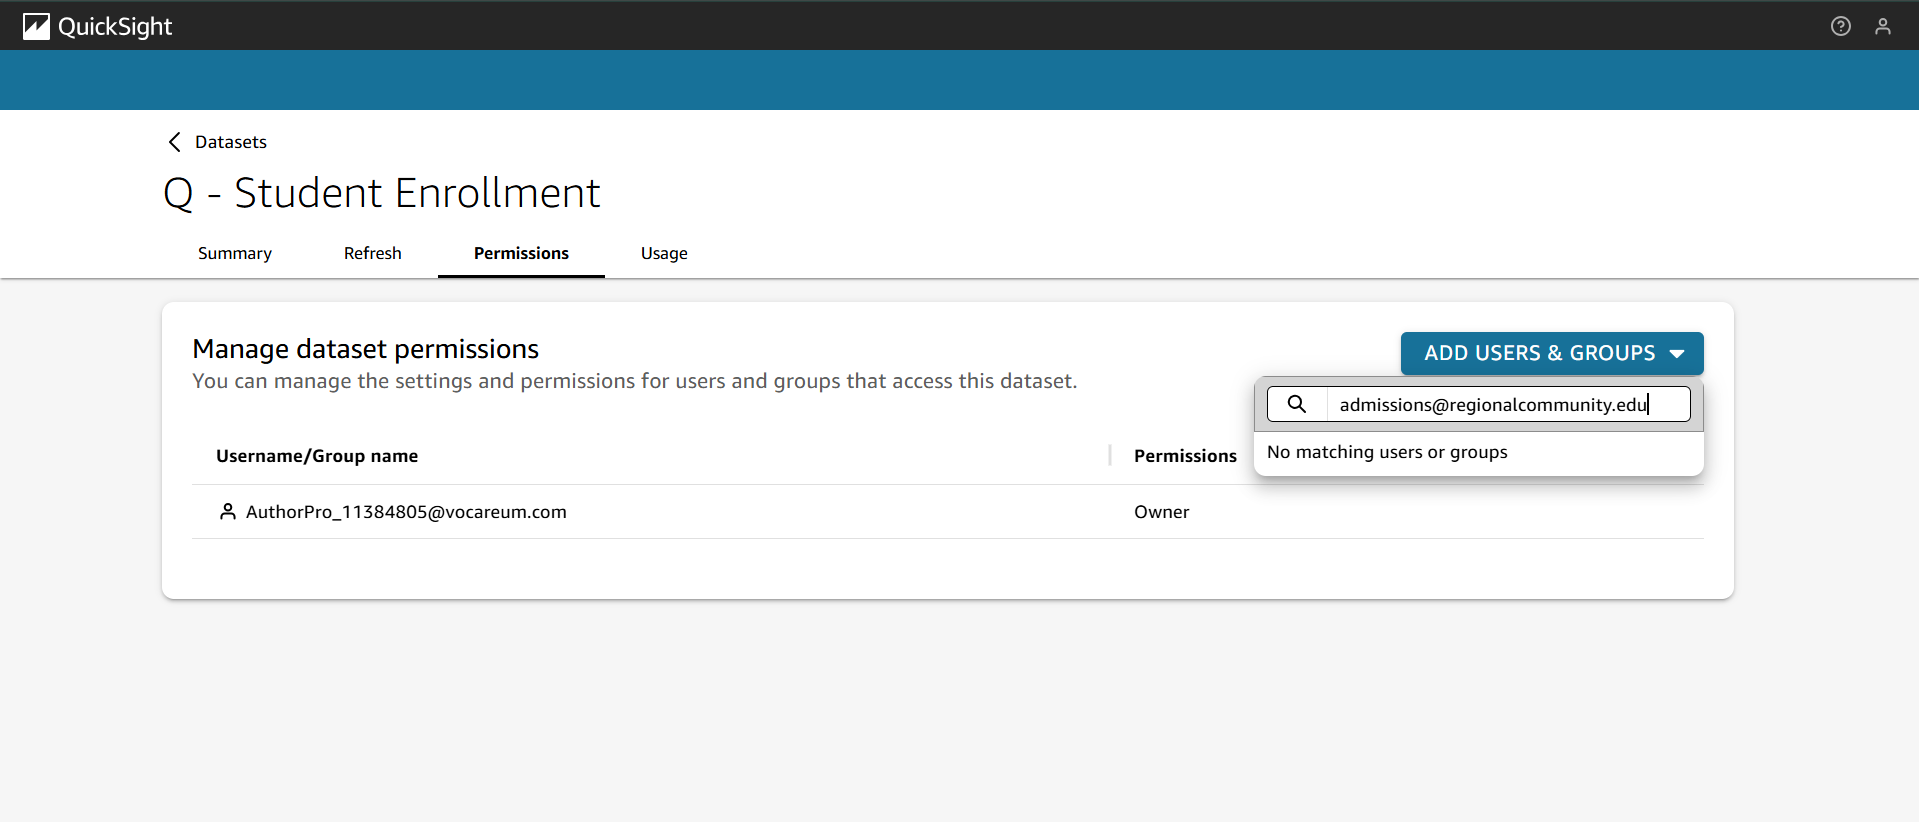 QuickSight
Datasets
Q - Student Enrollment
Summary Refresh Permissions Usage
Manage dataset permissions
You can manage the settings and permissions for users and groups that access this dataset.
ADD USERS & GROUPS
admissions@regionalcommunity.edu
No matching users or groups
Username/Group name Permissions
AuthorPro_11384805@vocareum.com Owner